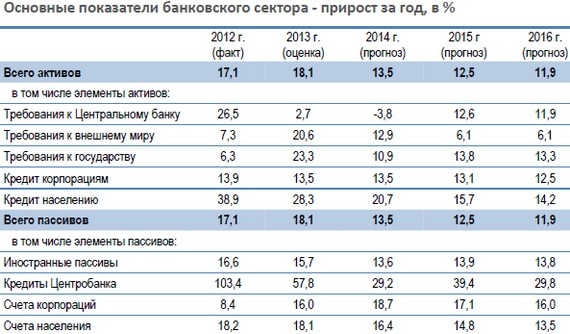 Основные показатели банковского сектора - прирост за год, в %
2012 г. 2013 г. 2014 г. 2015 г 2016 г.
(факт) (оценка) (прогноз) (прогноз) (прогноз)
Всего активов 17,1 18,1 13,5 12,5 11,9
в том числе элементы активов:
Требования к Центральному банку 26,5 2,7 -3,8 12,6 11,9
Требования к внешнему миру 7,3 20,6 12,9 6,1 6,1
Требования к государству 6,3 23,3 10,9 13,8 13,3
Кредит корпорациям 13,9 13,5 13,5 13,1 12,5
Кредит населению 38,9 28,3 20,7 15,7 14,2
Всего пассивов 17,1 18,1 13,5 12,5 11,9
в том числе элементы пассивов:
Иностранные пассивы 16,6 15,7 13,6 13,9 13,8
Кредиты Центробанка 103,4 57,8 29,2 39,4 29,8
Счета корпораций 8,4 16,0 18,7 17,1 16,0
Счета населения 18,2 18,1 16,4 14,8 13,5